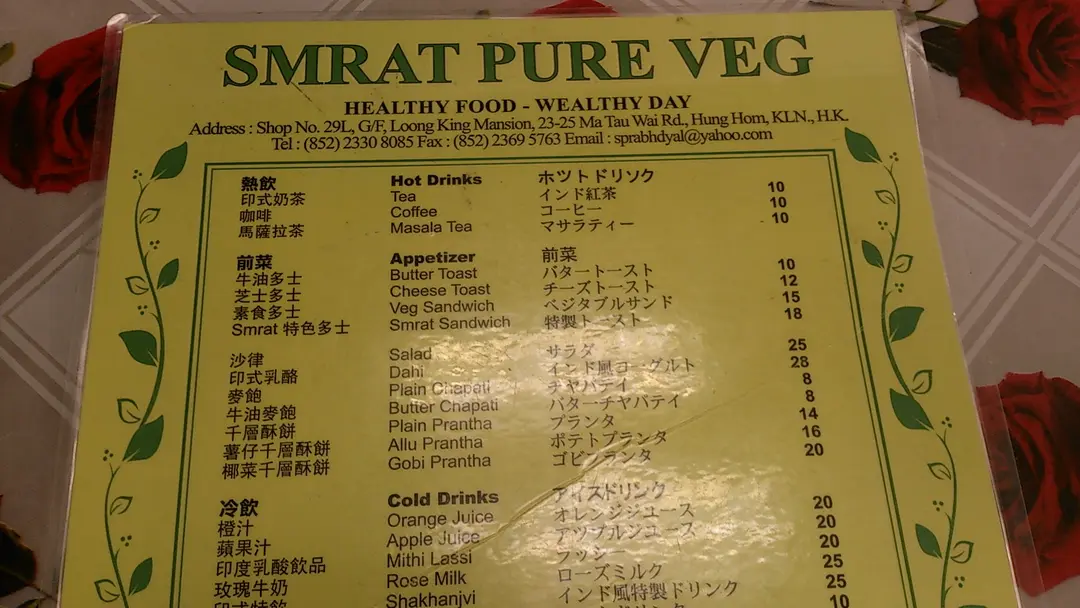 SMRAT PURE VEG
HEALTHY FOOD - WEALTHY DAY
Address : Shop No. 29L, G/F, Loong King Mansion, 23-25 Ma Tau Wai Rd., Hung Hom, KLN., H.K.
Tel : (852) 2330 8085 Fax : (852) 2369 5763 Email : sprabhdyal@yahoo.com
熱飲 Hot Drinks ホツトドリソク
印式奶茶 Tea インド紅茶 10
咖啡 Coffee コーヒー 10
馬薩拉茶 Masala Tea マサラティー 10
前菜 Appetizer 前菜
牛油多士 Butter Toast バタートースト 10
芝士多士 Cheese Toast チーズトースト 12
素食多士 Veg Sandwich ベジタブルサンド 15
Smrat 特色多士 Smrat Sandwich 特製トースト 18
沙律 Salad サラダ 25
印式乳酪 Dahi インド風ヨーグルト 28
麥飽 Plain Chapati チヤパテイ 8
牛油麥飽 Butter Chapati バターチヤパテイ 8
千層酥餅 Plain Prantha プランタ 14
薯仔千層酥餅 Allu Prantha ポテトプランタ 16
椰菜千層酥餅 Gobi Prantha ゴビンランタ 20
冷飲 Cold Drinks アイスドリンク
橙汁 Orange Juice オレンジジュース 20
蘋果汁 Apple Juice アツプルンユース 20
印度乳酸飲品 Mithi Lassi フッシー 20
玫瑰牛奶 Rose Milk ローズミルク 25
印式特飲 Shakhanjvi インド風特製ドリンク 25
10